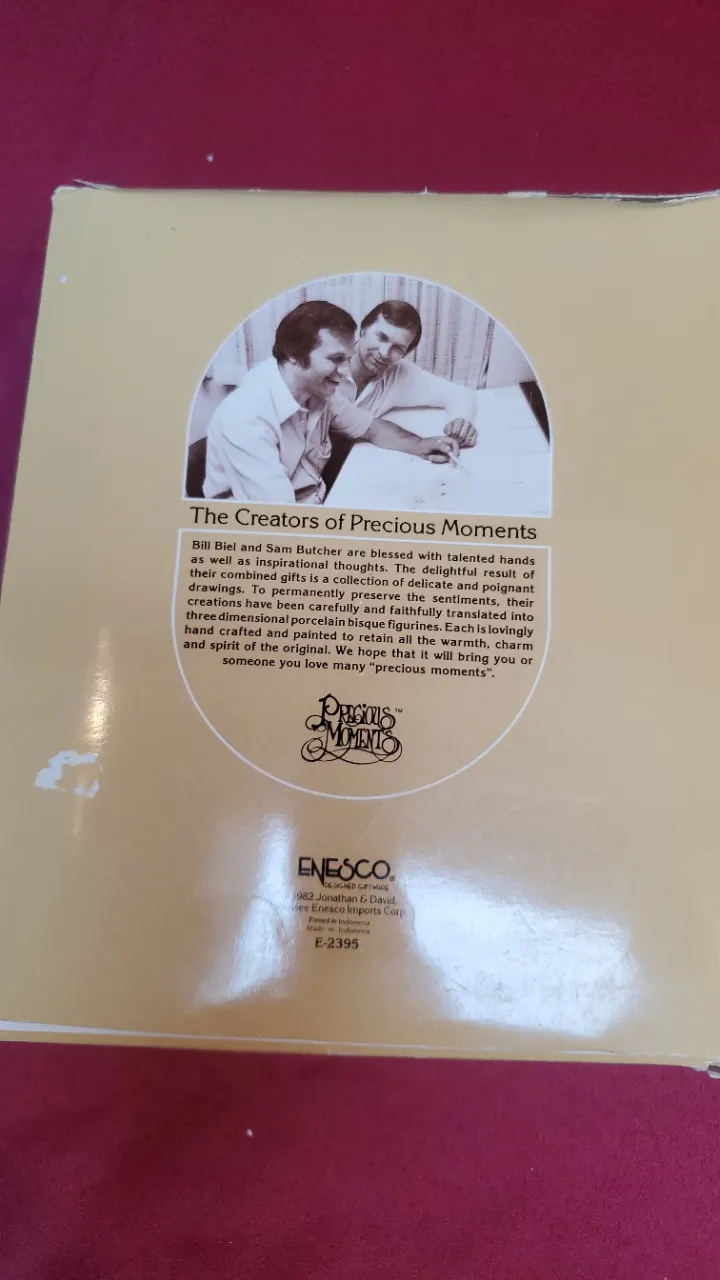 The Creators of Precious Moments
Bill Biel and Sam Butcher are blessed with talented hands
as well as inspirational thoughts. The delightful result of
their combined gifts is a collection of delicate and poignant
drawings. To permanently preserve the sentiments, their
creations have been carefully and faithfully translated into
three dimensional porcelain bisque figurines. Each is lovingly
hand crafted and painted to retain all the warmth, charm
and spirit of the original. We hope that it will bring you or
someone you love many “precious moments”.
PRECIOUS™
MOMENTS
ENESCO®
DESIGNED GIFTWARE
1982 Jonathan & David,
Enesco Imports Corp
Printed in Indonesia
Made in Indonesia
E-2395